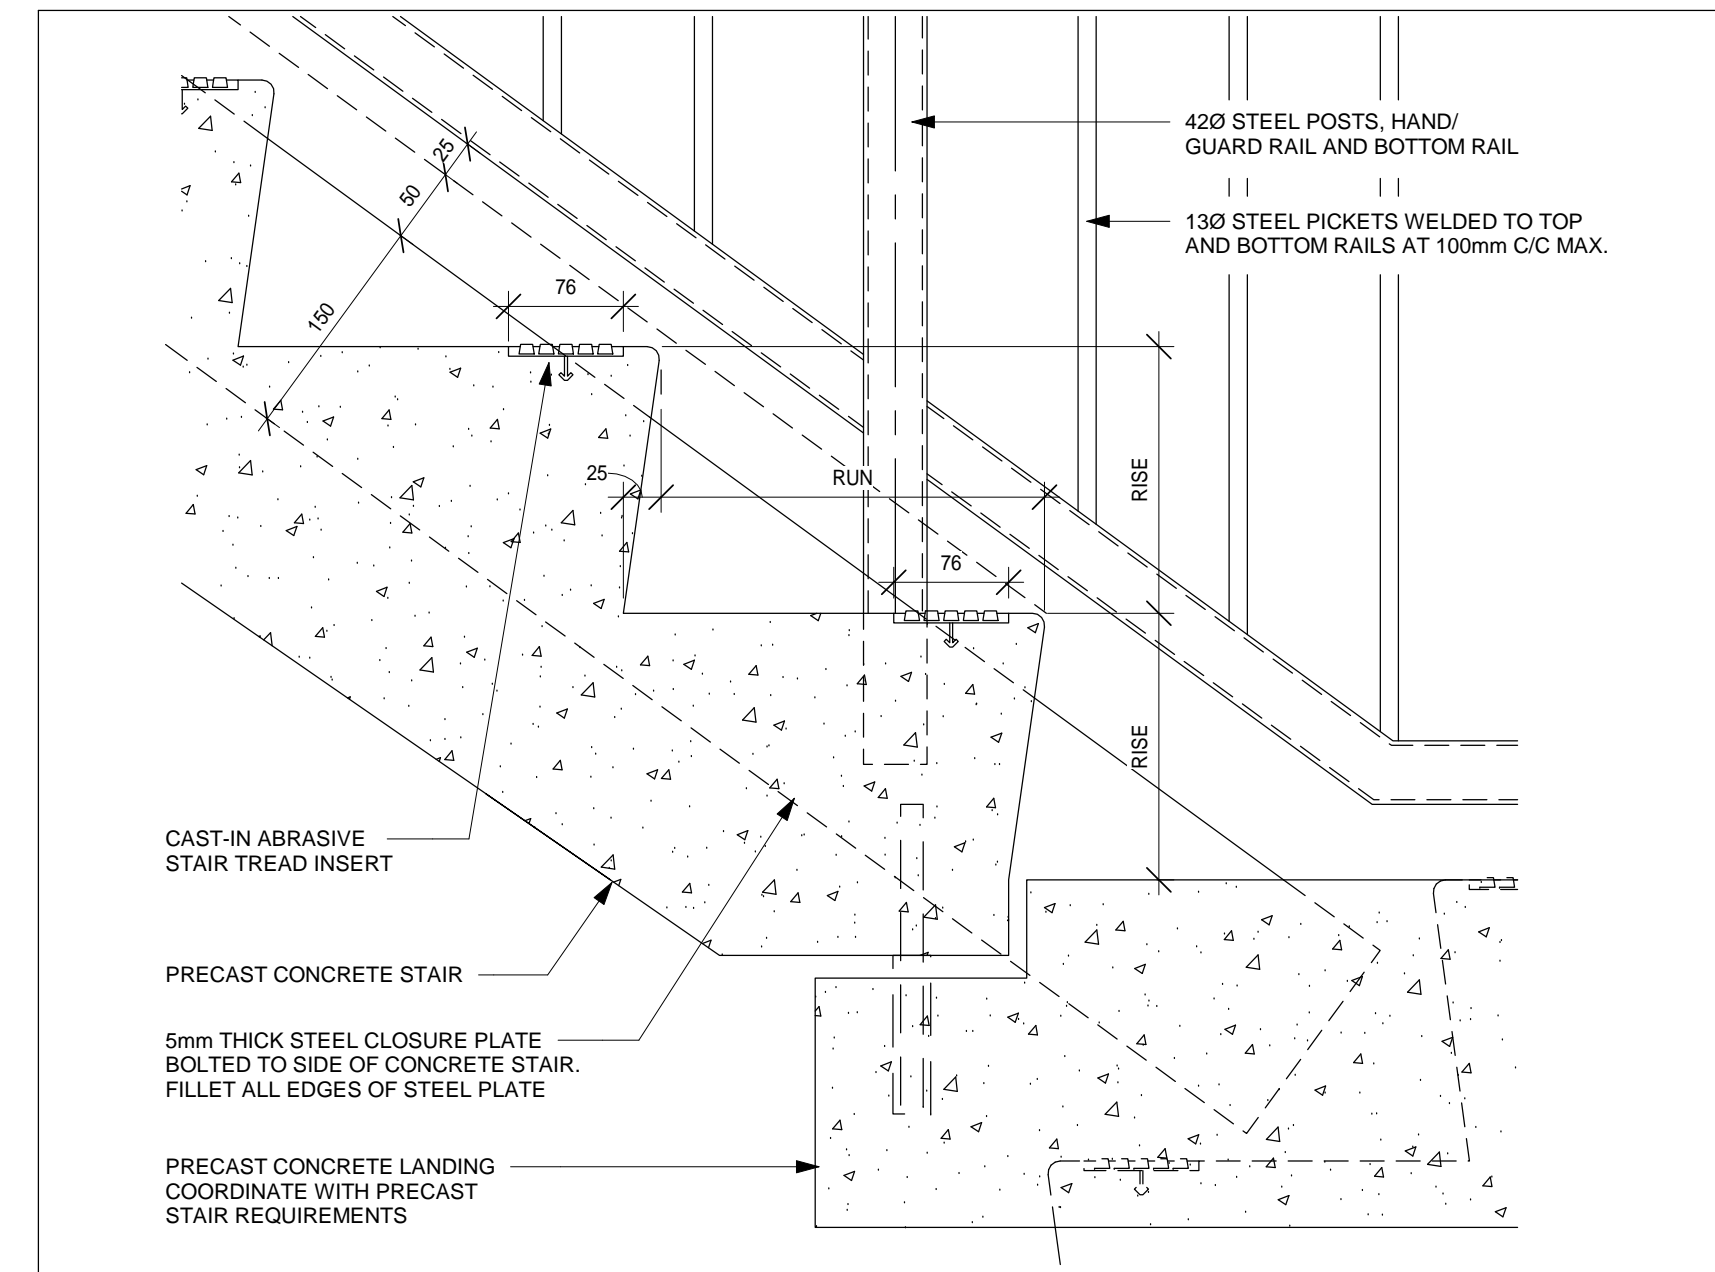 42Ø STEEL POSTS, HAND/
GUARD RAIL AND BOTTOM RAIL
13Ø STEEL PICKETS WELDED TO TOP
AND BOTTOM RAILS AT 100mm C/C MAX.
25
50
150
76
25
RUN
RISE
76
RISE
CAST-IN ABRASIVE
STAIR TREAD INSERT
PRECAST CONCRETE STAIR
5mm THICK STEEL CLOSURE PLATE
BOLTED TO SIDE OF CONCRETE STAIR.
FILLET ALL EDGES OF STEEL PLATE
PRECAST CONCRETE LANDING
COORDINATE WITH PRECAST
STAIR REQUIREMENTS